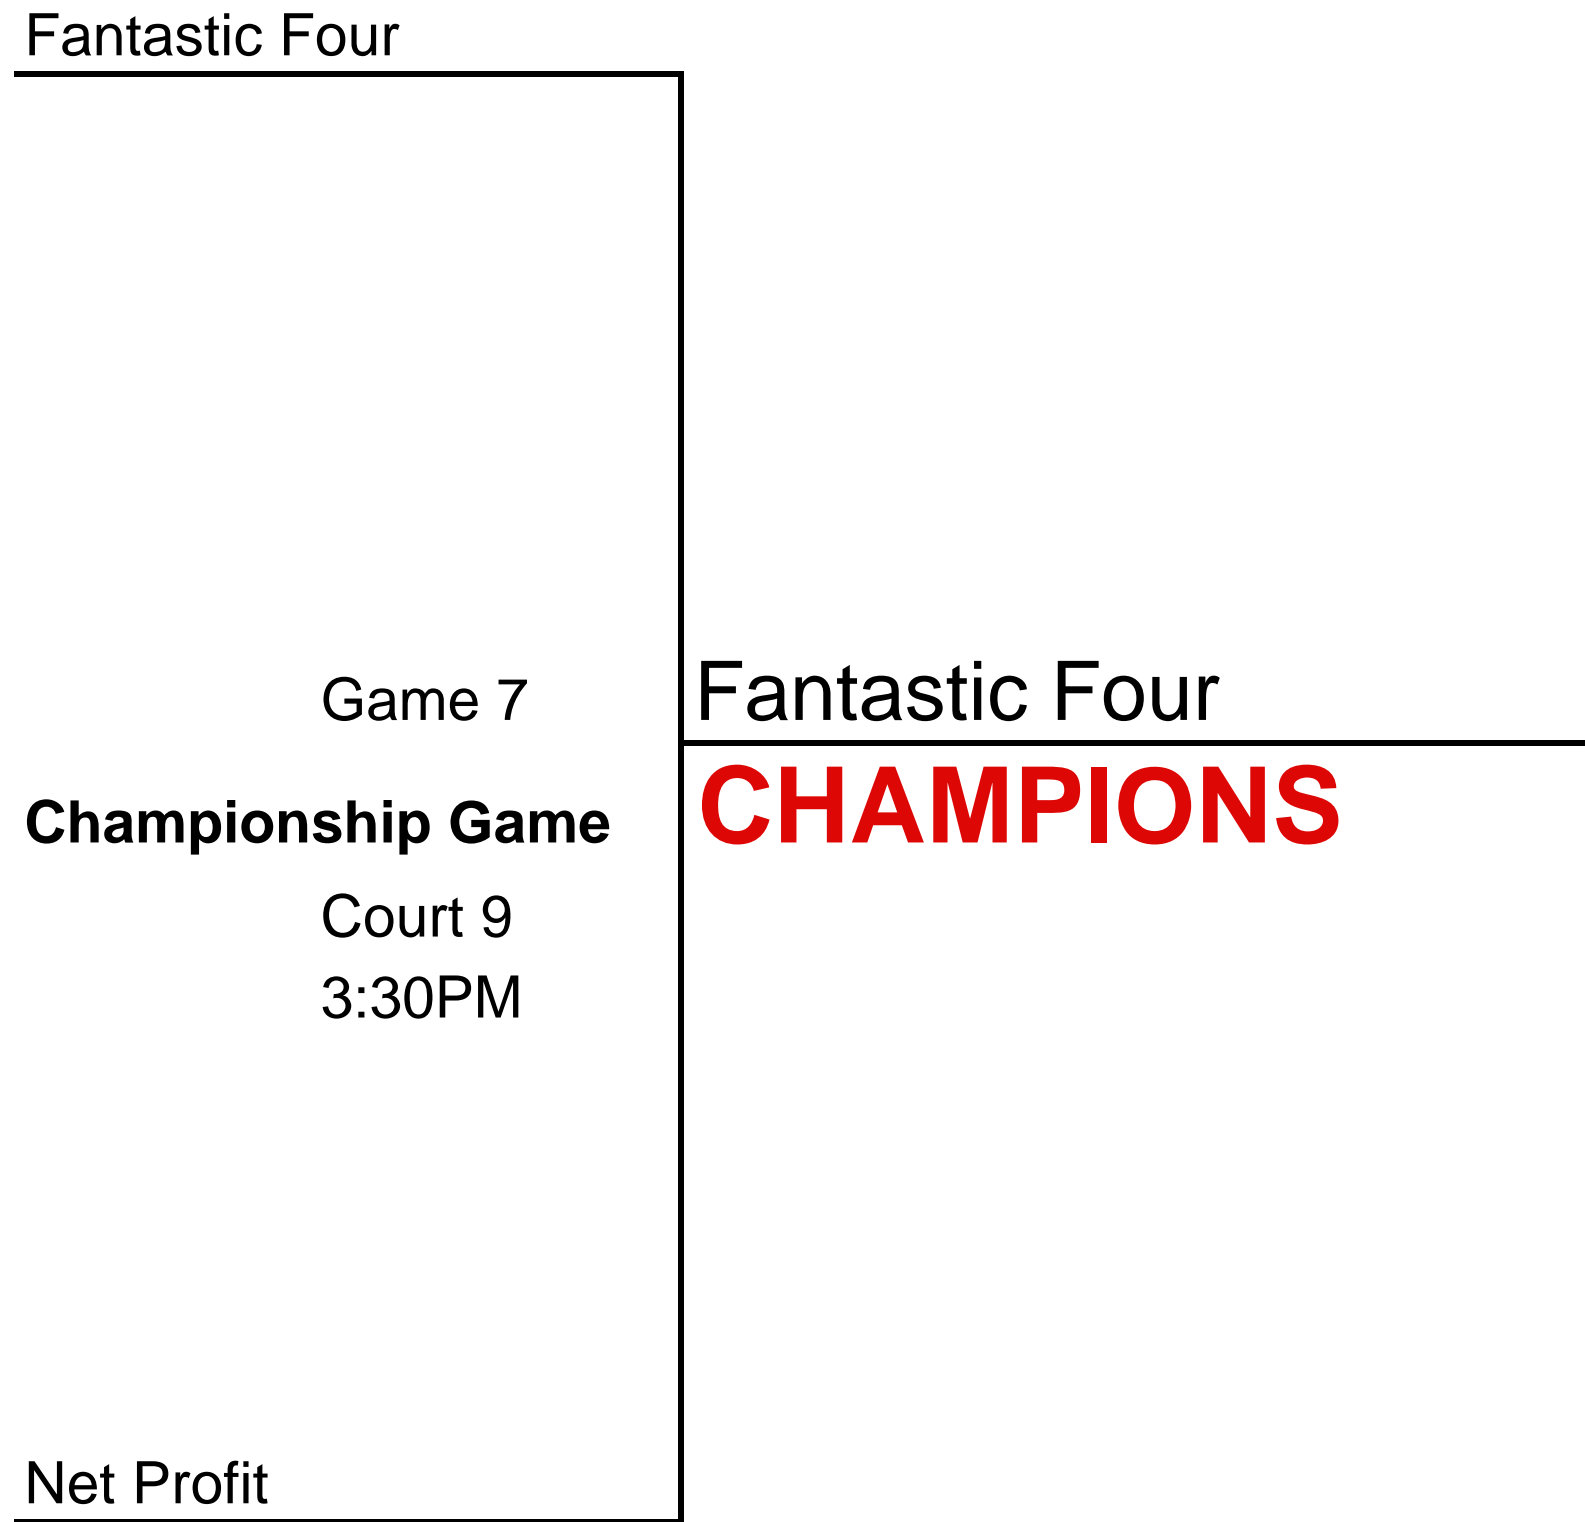 Fantastic Four
Game 7
Fantastic Four
Championship Game
CHAMPIONS
Court 9
3:30PM
Net Profit